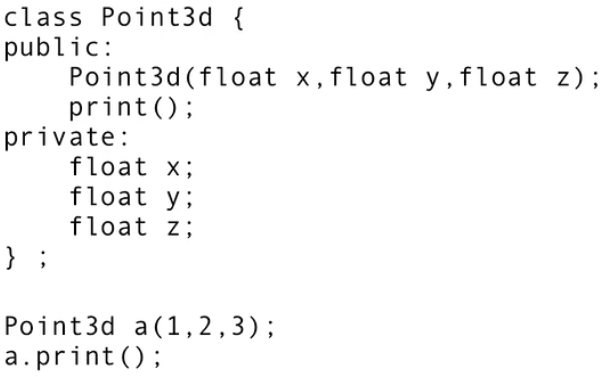 class Point3d {
public:
    Point3d(float x,float y,float z);
    print();
private:
    float x;
    float y;
    float z;
} ;

Point3d a(1,2,3);
a.print();